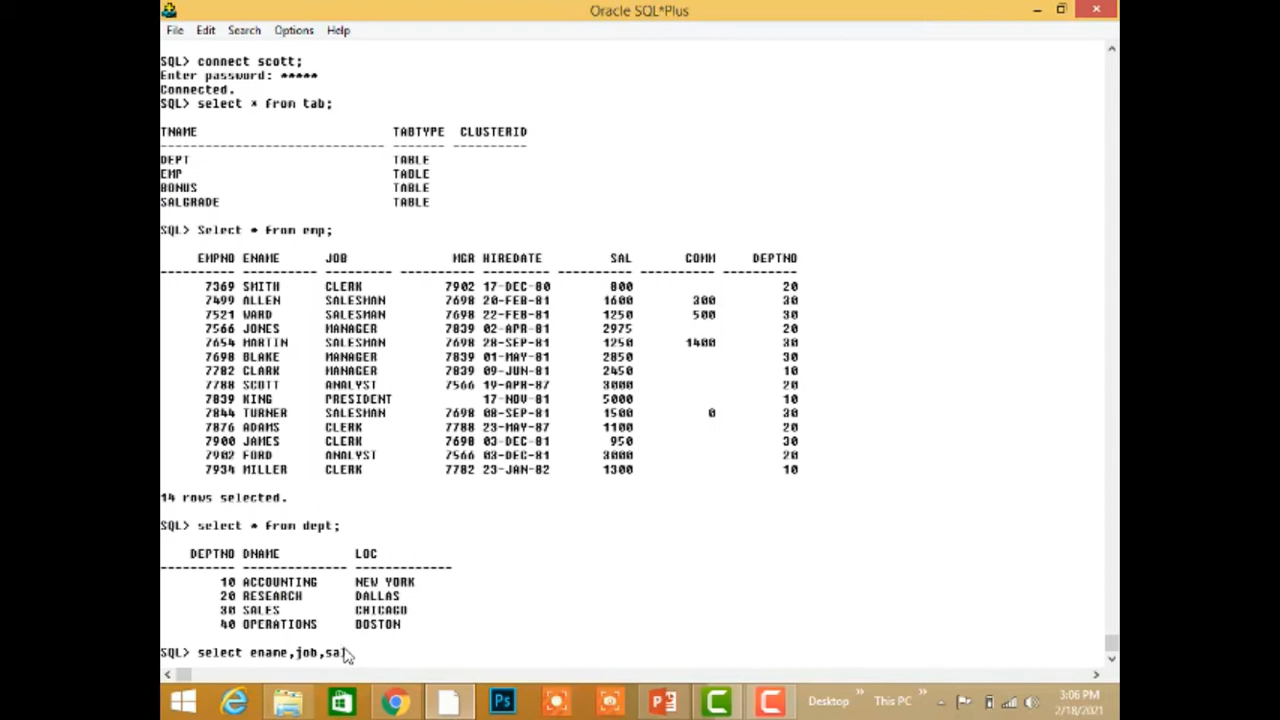 Oracle SQL*Plus
File Edit Search Options Help
SQL> connect scott;
Enter password: *****
Connected.
SQL> select * from tab;
TNAME TABTYPE CLUSTERID
------------------------------ ------- ----------
DEPT TABLE
EMP TABLE
BONUS TABLE
SALGRADE TABLE
SQL> Select * from emp;
EMPNO ENAME JOB MGR HIREDATE SAL COMM DEPTNO
---------- ---------- --------- ---------- --------- ---------- ---------- ----------
7369 SMITH CLERK 7902 17-DEC-80 800 20
7499 ALLEN SALESMAN 7698 20-FEB-81 1600 300 30
7521 WARD SALESMAN 7698 22-FEB-81 1250 500 30
7566 JONES MANAGER 7839 02-APR-81 2975 20
7654 MARTIN SALESMAN 7698 28-SEP-81 1250 1400 30
7698 BLAKE MANAGER 7839 01-MAY-81 2850 30
7782 CLARK MANAGER 7839 09-JUN-81 2450 10
7788 SCOTT ANALYST 7566 19-APR-87 3000 20
7839 KING PRESIDENT 17-NOV-81 5000 10
7844 TURNER SALESMAN 7698 08-SEP-81 1500 0 30
7876 ADAMS CLERK 7788 23-MAY-87 1100 20
7900 JAMES CLERK 7698 03-DEC-81 950 30
7902 FORD ANALYST 7566 03-DEC-81 3000 20
7934 MILLER CLERK 7782 23-JAN-82 1300 10
14 rows selected.
SQL> select * from dept;
DEPTNO DNAME LOC
---------- -------------- -------------
10 ACCOUNTING NEW YORK
20 RESEARCH DALLAS
30 SALES CHICAGO
40 OPERATIONS BOSTON
SQL> select ename,job,sal
Ps
Desktop » This PC » 3:06 PM
2/18/2021